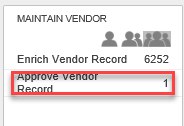 MAINTAIN VENDOR
Enrich Vendor Record 6252
Approve Vendor
Record 1